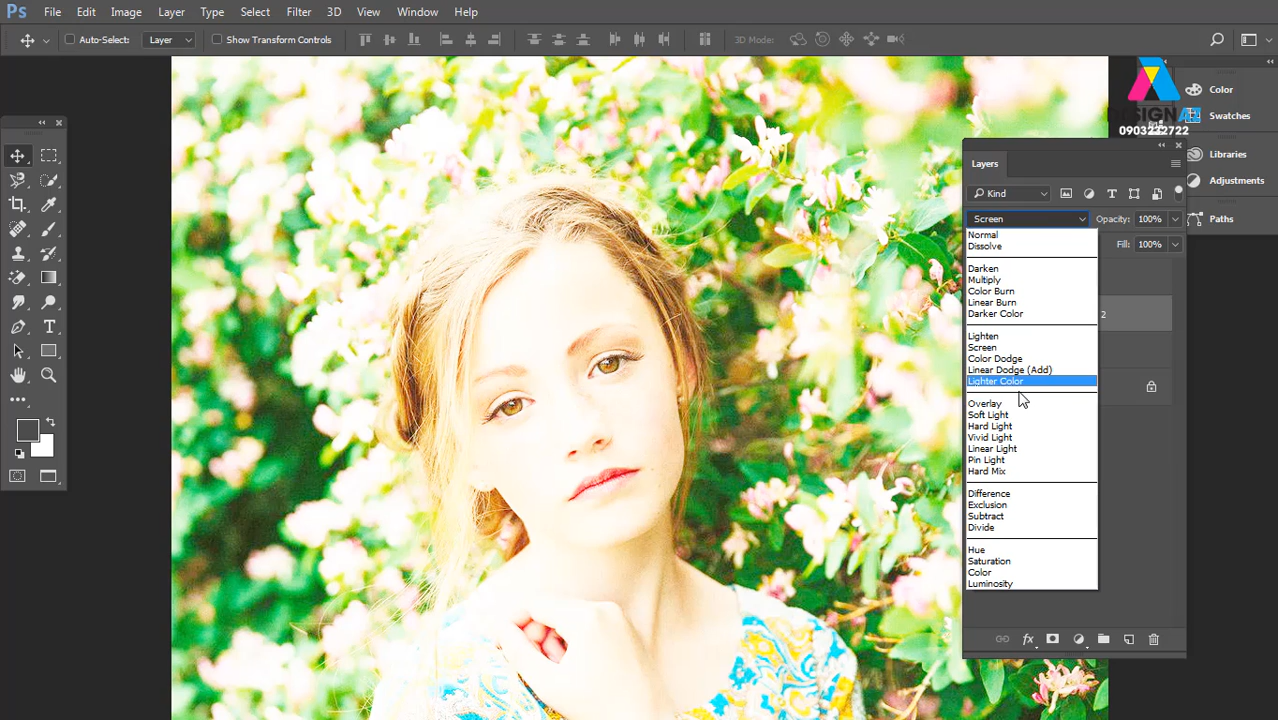 Ps File Edit Image Layer Type Select Filter 3D View Window Help
Auto-Select: Layer Show Transform Controls 3D Mode:
Color
Swatches
0903222722
Layers
Libraries
Kind
Adjustments
Screen Opacity: 100%
Paths
Normal
Fill: 100%
Dissolve
Darken
Multiply
Color Burn
Linear Burn
Darker Color
2
Lighten
Screen
Color Dodge
Linear Dodge (Add)
Lighter Color
Overlay
Soft Light
Hard Light
Vivid Light
Linear Light
Pin Light
Hard Mix
Difference
Exclusion
Subtract
Divide
Hue
Saturation
Color
Luminosity
fx